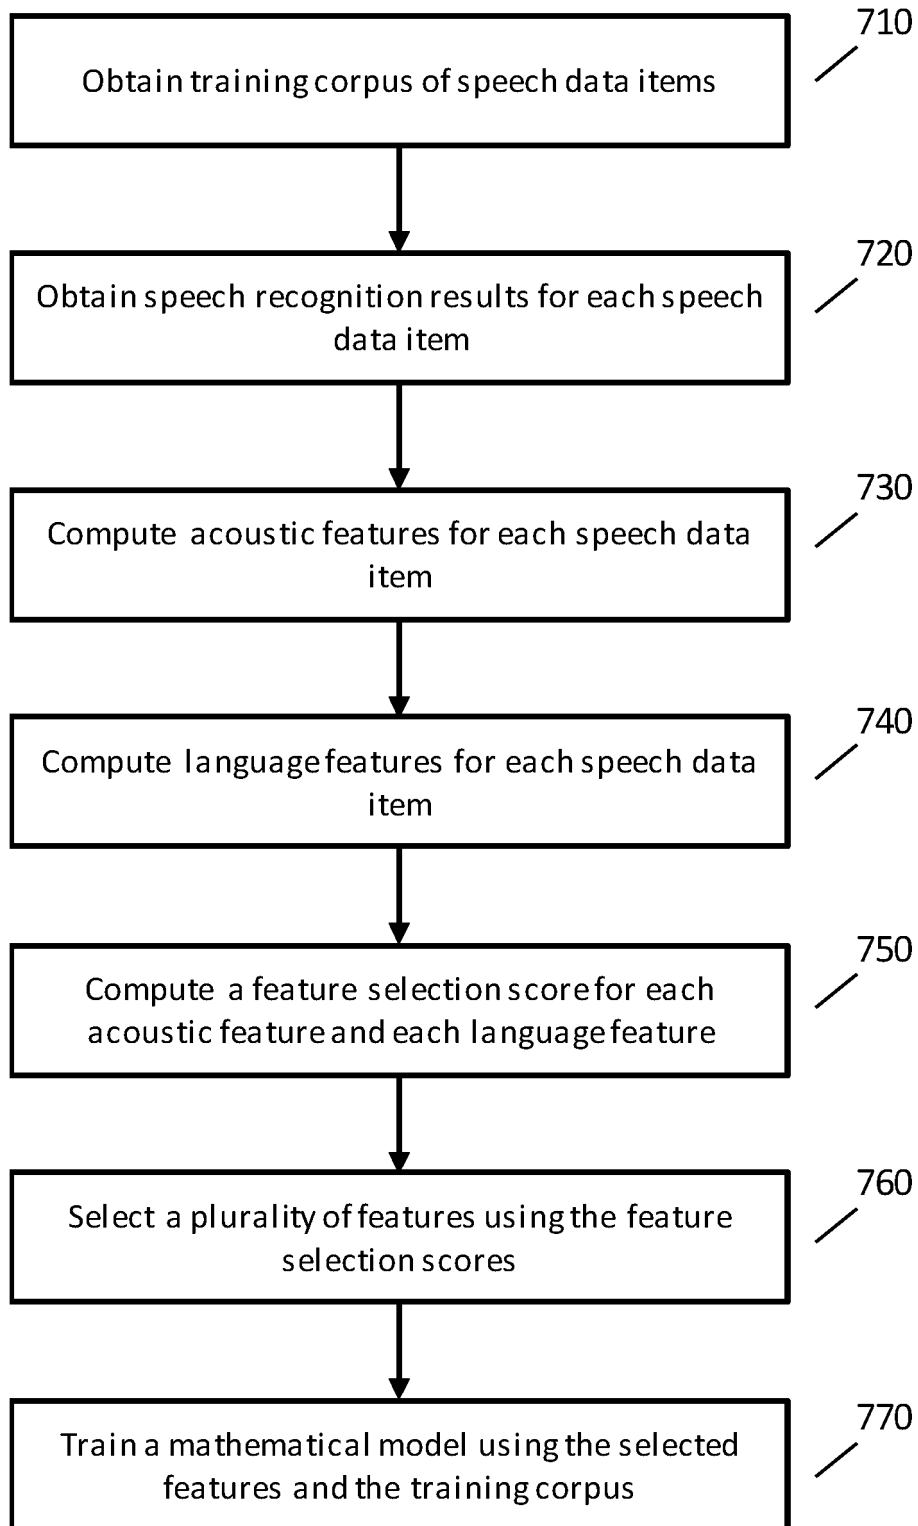 710
Obtain training corpus of speech data items
720
Obtain speech recognition results for each speech
data item
730
Compute acoustic features for each speech data
item
740
Compute language features for each speech data
item
750
Compute a feature selection score for each
acoustic feature and each language feature
760
Select a plurality of features using the feature
selection scores
770
Train a mathematical model using the selected
features and the training corpus